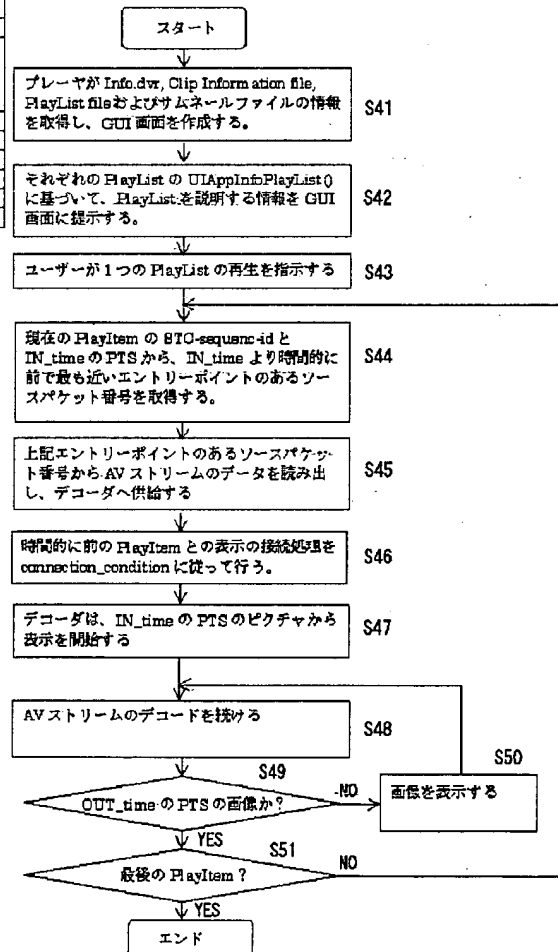 スタート
プレーヤが Info.dvr, Clip Information file,
PlayList fileおよびサムネールファイルの情報
を取得し、GUI 画面を作成する。
S41
それぞれの PlayList の UIAppInfoPlayList()
に基づいて、PlayList を説明する情報を GUI
画面に提示する。
S42
ユーザーが1つの PlayList の再生を指示する
S43
現在の PlayItem の STC-sequenc-id と
IN_time の PTS から、IN_time より時間的に
前で最も近いエントリーポイントのあるソー
スパケット番号を取得する。
S44
上記エントリーポイントのあるソースパケッ
ト番号から AV ストリームのデータを読み出
し、デコーダへ供給する
S45
時間的に前の PlayItem との表示の接続処理を
connection_condition に従って行う。
S46
デコーダは、IN_time の PTS のピクチャから
表示を開始する
S47
AV ストリームのデコードを続ける
S48
S49
OUT_time の PTS の画像か?
NO
S50
画像を表示する
YES
S51
最後の PlayItem ?
NO
YES
エンド